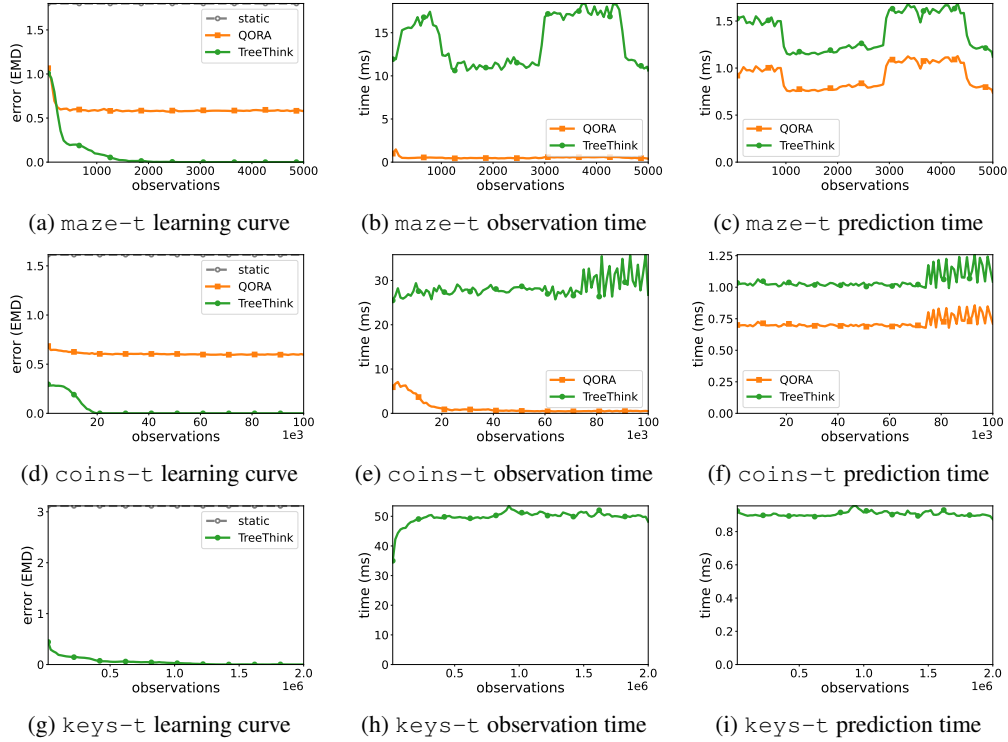 static
QORA
TreeThink
error (EMD)
1.5
1.0
0.5
0.0
1000 2000 3000 4000 5000
observations
(a) maze-t learning curve
time (ms)
15
10
5
0
QORA
TreeThink
0 1000 2000 3000 4000 5000
observations
(b) maze-t observation time
time (ms)
1.5
1.0
0.5
0.0
QORA
TreeThink
0 1000 2000 3000 4000 5000
observations
(c) maze-t prediction time
static
QORA
TreeThink
error (EMD)
1.5
1.0
0.5
0.0
20 40 60 80 100
observations 1e3
(d) coins-t learning curve
time (ms)
30
20
10
0
QORA
TreeThink
0 20 40 60 80 100
observations 1e3
(e) coins-t observation time
time (ms)
1.25
1.00
0.75
0.50
0.25
0.00
QORA
TreeThink
0 20 40 60 80 100
observations 1e3
(f) coins-t prediction time
static
TreeThink
error (EMD)
3
2
1
0
0.5 1.0 1.5 2.0
observations 1e6
(g) keys-t learning curve
time (ms)
50
40
30
20
10
0
0 0.5 1.0 1.5 2.0
observations 1e6
(h) keys-t observation time
time (ms)
0.8
0.6
0.4
0.2
0.0
0 0.5 1.0 1.5 2.0
observations 1e6
(i) keys-t prediction time